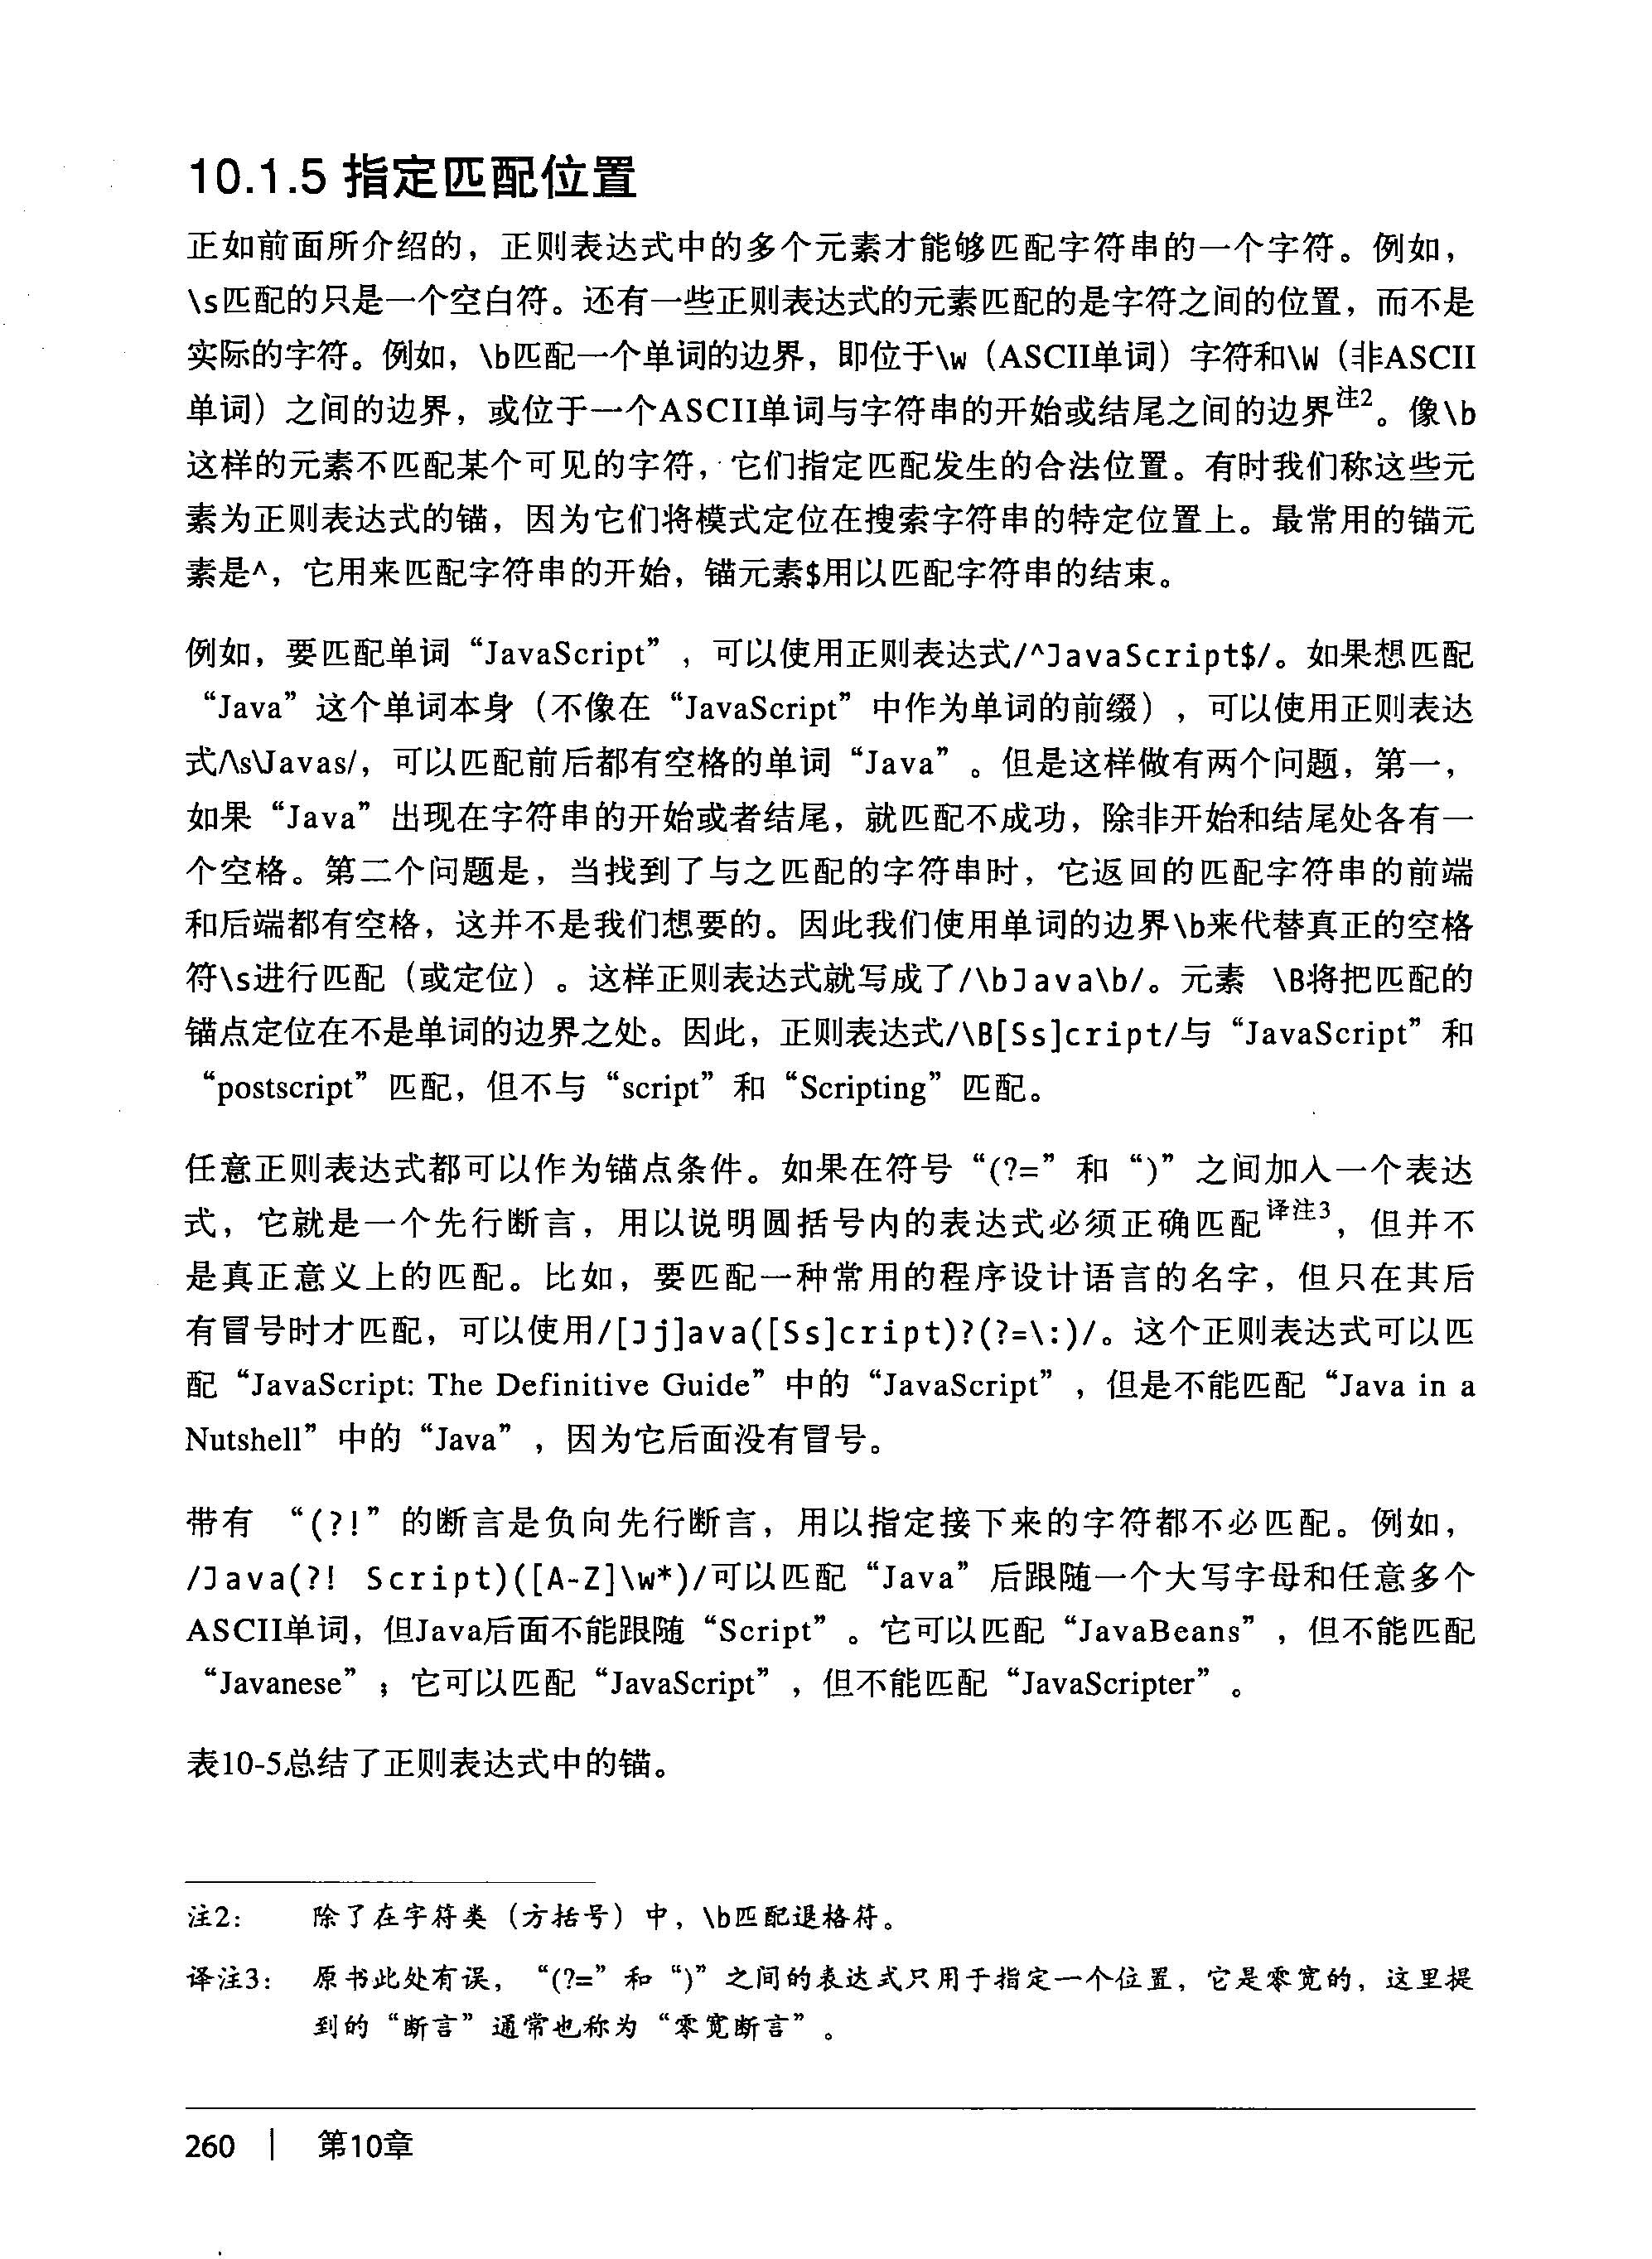 10.1.5 指定匹配位置
正如前面所介绍的，正则表达式中的多个元素才能够匹配字符串的一个字符。例如，
\s匹配的只是一个空白符。还有一些正则表达式的元素匹配的是字符之间的位置，而不是
实际的字符。例如，\b匹配一个单词的边界，即位于\w（ASCII单词）字符和\W（非ASCII
单词）之间的边界，或位于一个ASCII单词与字符串的开始或结尾之间的边界注2。像\b
这样的元素不匹配某个可见的字符，它们指定匹配发生的合法位置。有时我们称这些元
素为正则表达式的锚，因为它们将模式定位在搜索字符串的特定位置上。最常用的锚元
素是^，它用来匹配字符串的开始，锚元素$用以匹配字符串的结束。
例如，要匹配单词“JavaScript”，可以使用正则表达式/^JavaScript$/。如果想匹配
“Java”这个单词本身（不像在“JavaScript”中作为单词的前缀），可以使用正则表达
式/\s\Javas/，可以匹配前后都有空格的单词“Java”。但是这样做有两个问题，第一，
如果“Java”出现在字符串的开始或者结尾，就匹配不成功，除非开始和结尾处各有一
个空格。第二个问题是，当找到了与之匹配的字符串时，它返回的匹配字符串的前端
和后端都有空格，这并不是我们想要的。因此我们使用单词的边界\b来代替真正的空格
符\s进行匹配（或定位）。这样正则表达式就写成了/\bJava\b/。元素 \B将把匹配的
锚点定位在不是单词的边界之处。因此，正则表达式/\B[Ss]cript/与“JavaScript”和
“postscript”匹配，但不与“script”和“Scripting”匹配。
任意正则表达式都可以作为锚点条件。如果在符号“(?=”和“)”之间加入一个表达
式，它就是一个先行断言，用以说明圆括号内的表达式必须正确匹配译注3，但并不
是真正意义上的匹配。比如，要匹配一种常用的程序设计语言的名字，但只在其后
有冒号时才匹配，可以使用/[Jj]ava([Ss]cript)?(?=\:)/。这个正则表达式可以匹
配“JavaScript: The Definitive Guide”中的“JavaScript”，但是不能匹配“Java in a
Nutshell”中的“Java”，因为它后面没有冒号。
带有 “(?!”的断言是负向先行断言，用以指定接下来的字符都不必匹配。例如，
/Java(?! Script)([A-Z]\w*)/可以匹配“Java”后跟随一个大写字母和任意多个
ASCII单词，但Java后面不能跟随“Script”。它可以匹配“JavaBeans”，但不能匹配
“Javanese”；它可以匹配“JavaScript”，但不能匹配“JavaScripter”。
表10-5总结了正则表达式中的锚。
注2： 除了在字符类（方括号）中，\b匹配退格符。
译注3： 原书此处有误，“(?=”和“)”之间的表达式只用于指定一个位置，它是零宽的，这里提
到的“断言”通常也称为“零宽断言”。
260 | 第10章